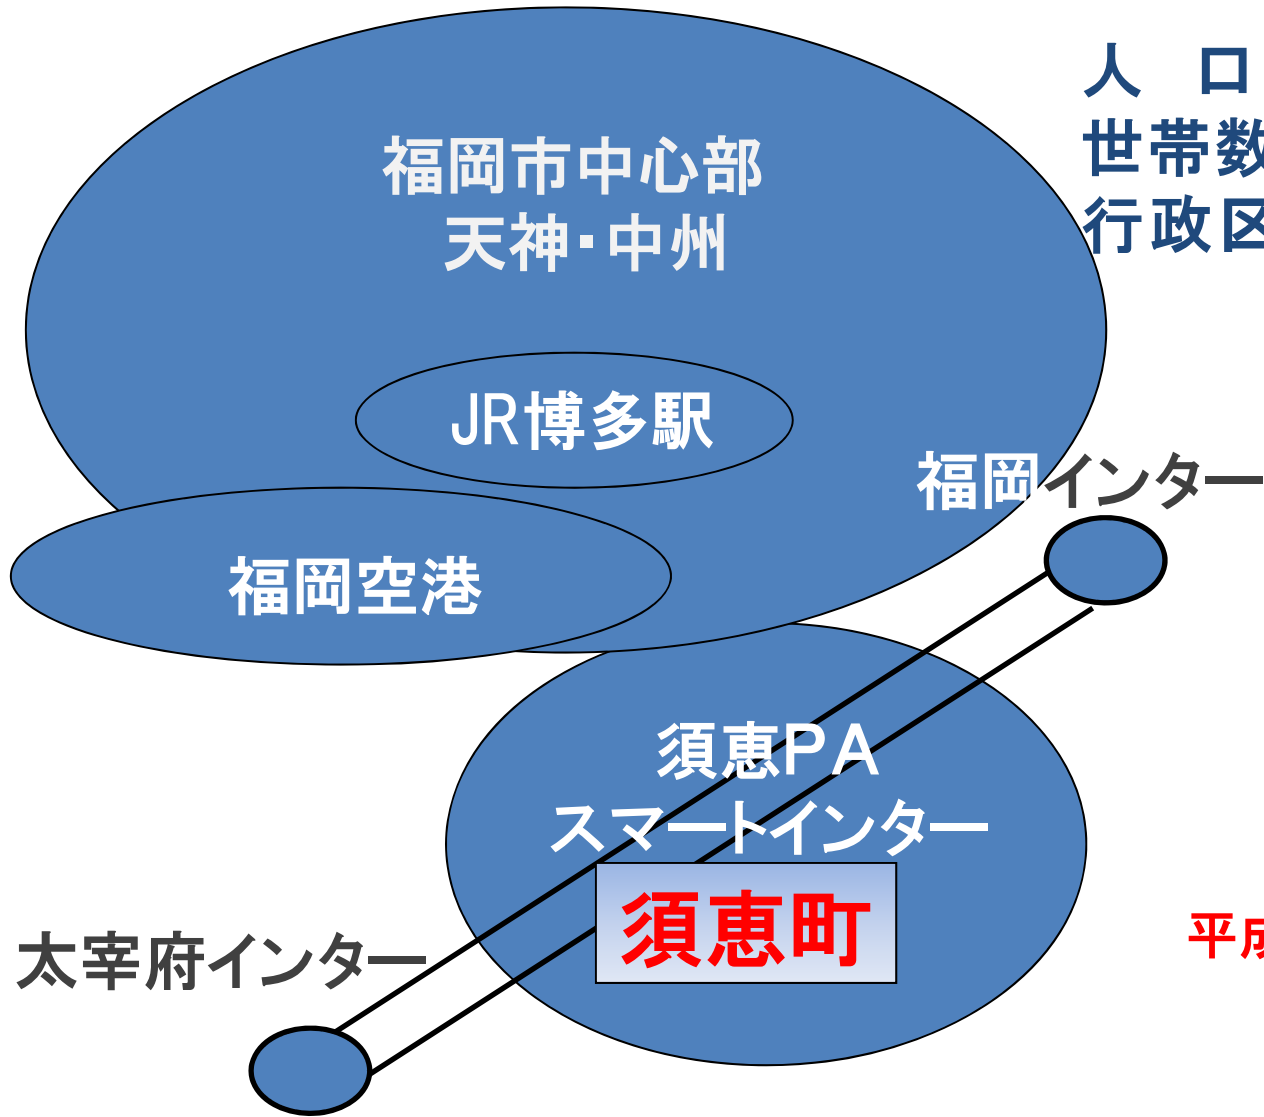 人　口
世帯数
行政区
福岡市中心部
天神・中州
JR博多駅
福岡インター
福岡空港
須恵ＰＡ
スマートインター
須恵町
太宰府インター
平成